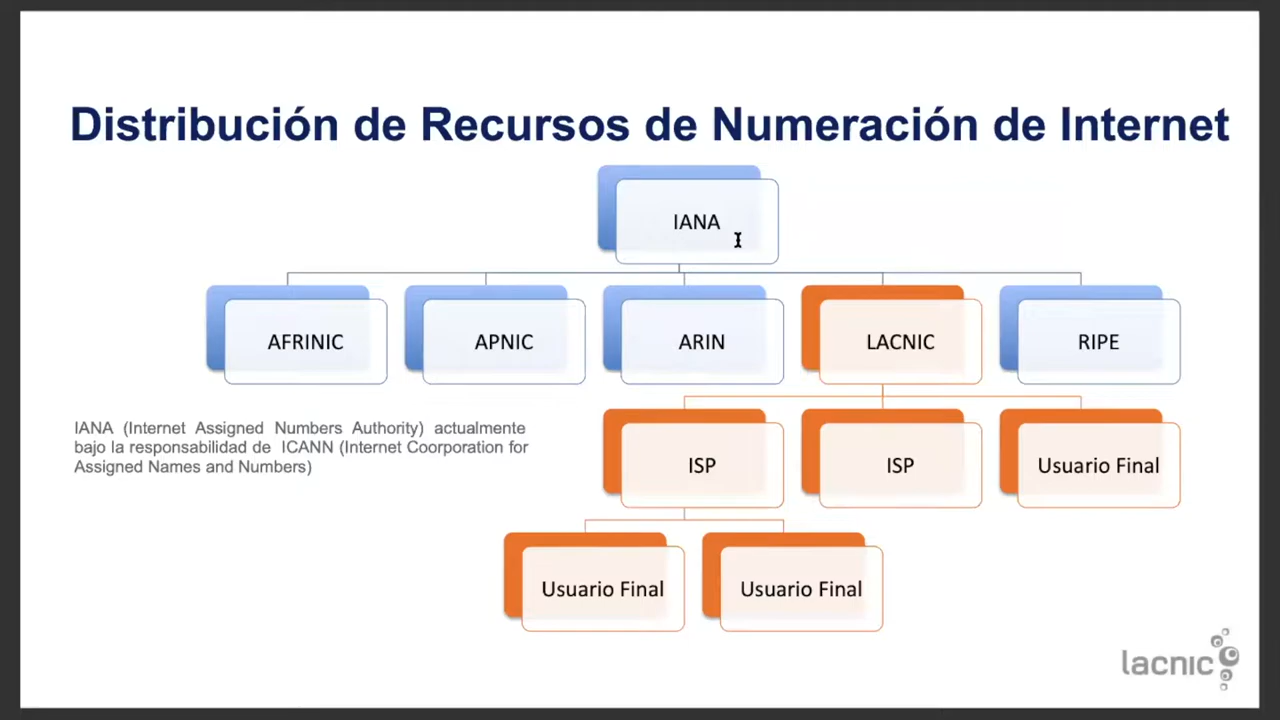 Distribución de Recursos de Numeración de Internet
IANA
AFRINIC
APNIC
ARIN
LACNIC
RIPE
IANA (Internet Assigned Numbers Authority) actualmente
bajo la responsabilidad de ICANN (Internet Coorporation for
Assigned Names and Numbers)
ISP
ISP
Usuario Final
Usuario Final
Usuario Final
lacnic